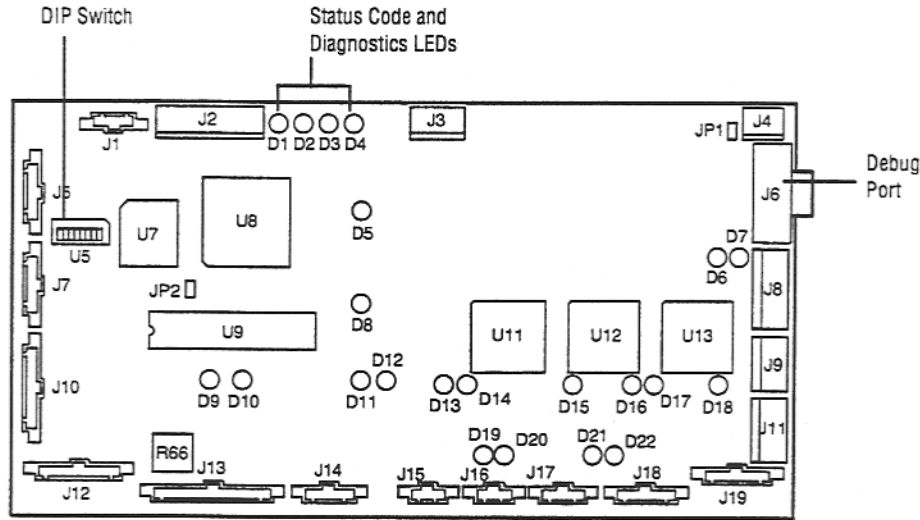 DIP Switch
Status Code and
Diagnostics LEDs
J1
J2
D1 D2 D3 D4
J3
JP1
J4
Debug
Port
J5
U5
U7
U8
D5
J6
D7
D6
J7
JP2
D8
J8
U9
U11
U12
U13
J10
D9
D10
D12
D11
D13
D14
D15
D16
D17
D18
J9
R66
D19
D20
D21
D22
J11
J12
J13
J14
J15
J16
J17
J18
J19